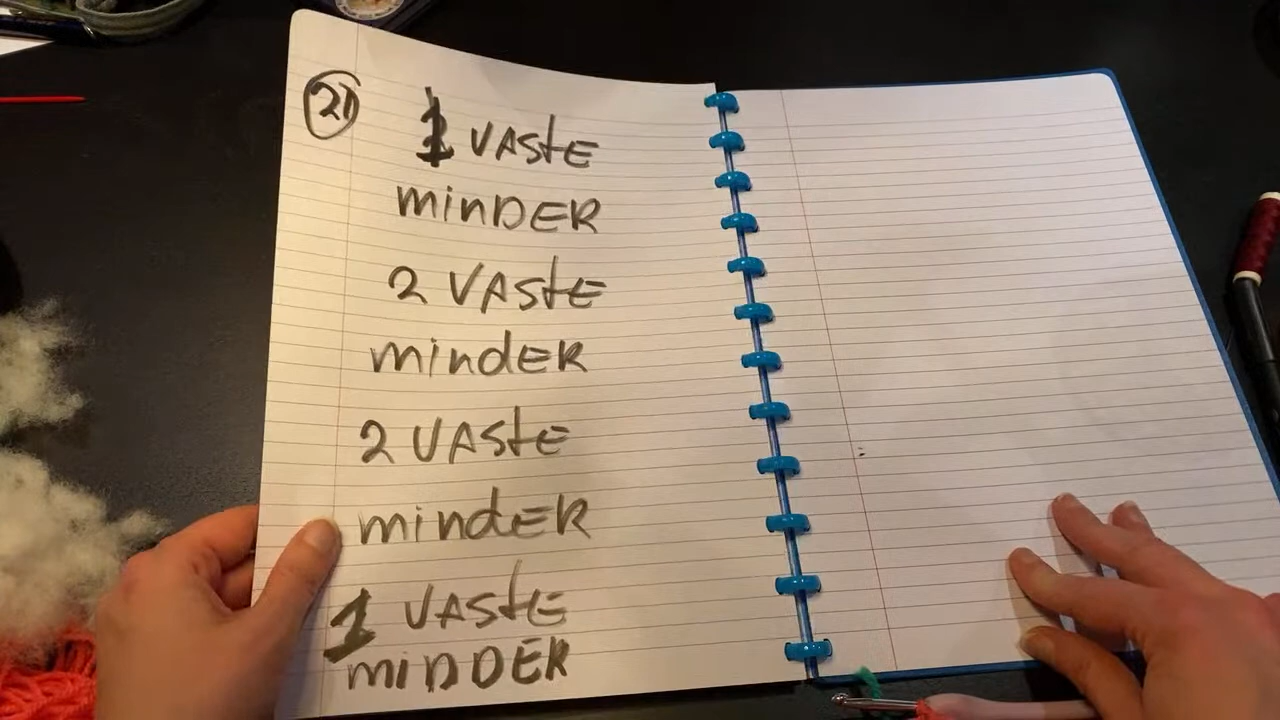 21
1 VASTE
minDER
2 VASTE
mindER
2 VASTE
mindER
1 VASTE
MINDER